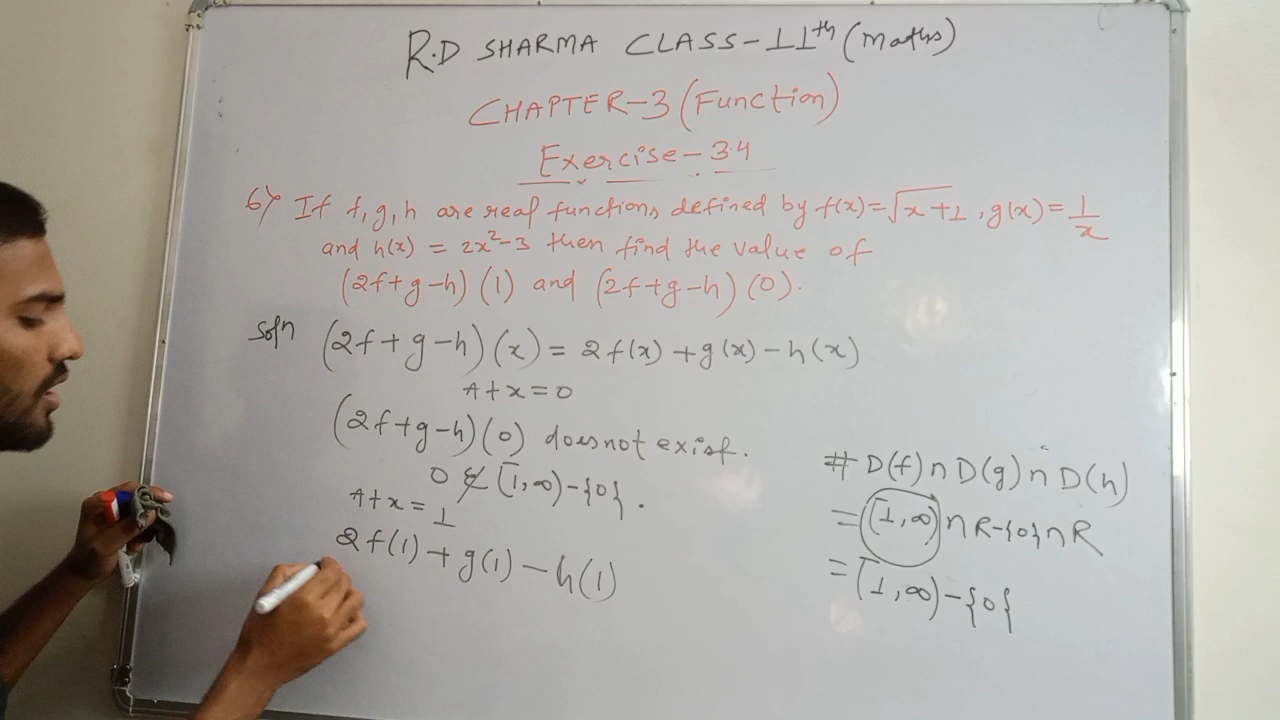 R.D SHARMA CLASS-11th (Maths)
CHAPTER-3 (Function)
Exercise-3.4
6) If f, g, h are real functions defined by f(x)=√x+1, g(x)=1/x
and h(x) = 2x²-3 then find the value of
(2f+g-h) (1) and (2f+g-h) (0).
Solⁿ (2f+g-h) (x) = 2f(x) +g(x) -h(x)
At x=0
(2f+g-h) (0) does not exist.
0 ∉ [1,∞)-{0}.
At x=1
2f(1)+g(1)-h(1)
# D(f)∩D(g)∩D(h)
=[1,∞)∩R-{0}∩R
=[1,∞)-{0}